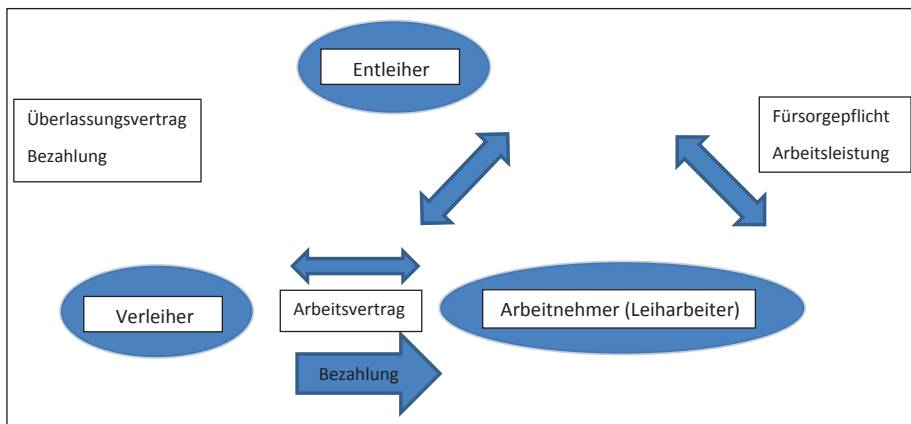 Entleiher
Überlassungsvertrag
Bezahlung
Fürsorgepflicht
Arbeitsleistung
Verleiher
Arbeitsvertrag
Arbeitnehmer (Leiharbeiter)
Bezahlung